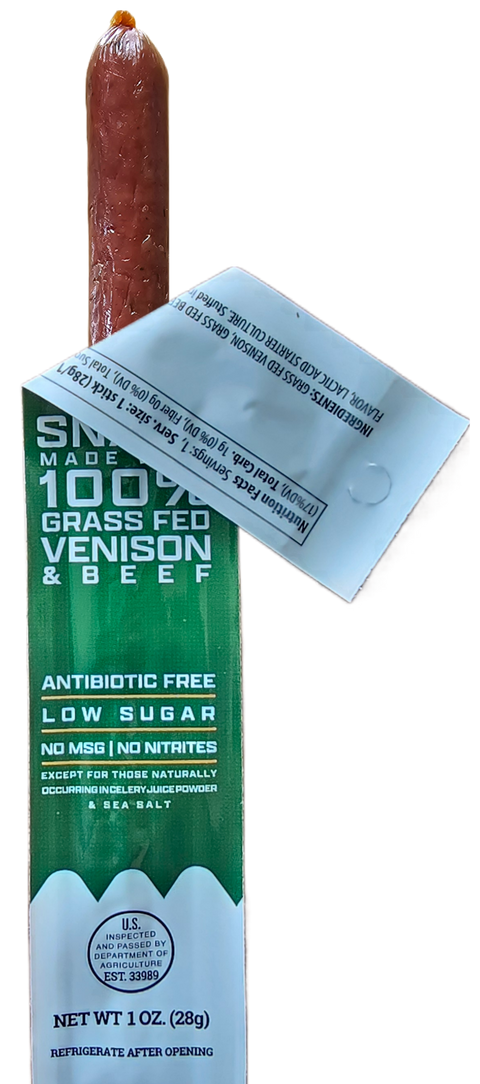 INGREDIENTS: GRASS FED VENISON, GRASS FED
FLAVOR, LACTIC ACID STARTER CULTURE. Stuffed
Nutrition Facts Servings: 1, Serv. size: 1 stick (28g/1
(17%DV), Total Carb. 1g (0% DV), Fiber 0g (0% DV), Total
MADE
100%
GRASS FED
VENISON
& BEEF
ANTIBIOTIC FREE
LOW SUGAR
NO MSG | NO NITRITES
EXCEPT FOR THOSE NATURALLY
OCCURRING IN CELERY JUICE POWDER
& SEA SALT
U.S.
INSPECTED
AND PASSED BY
DEPARTMENT OF
AGRICULTURE
EST. 33989
NET WT 1 OZ. (28g)
REFRIGERATE AFTER OPENING